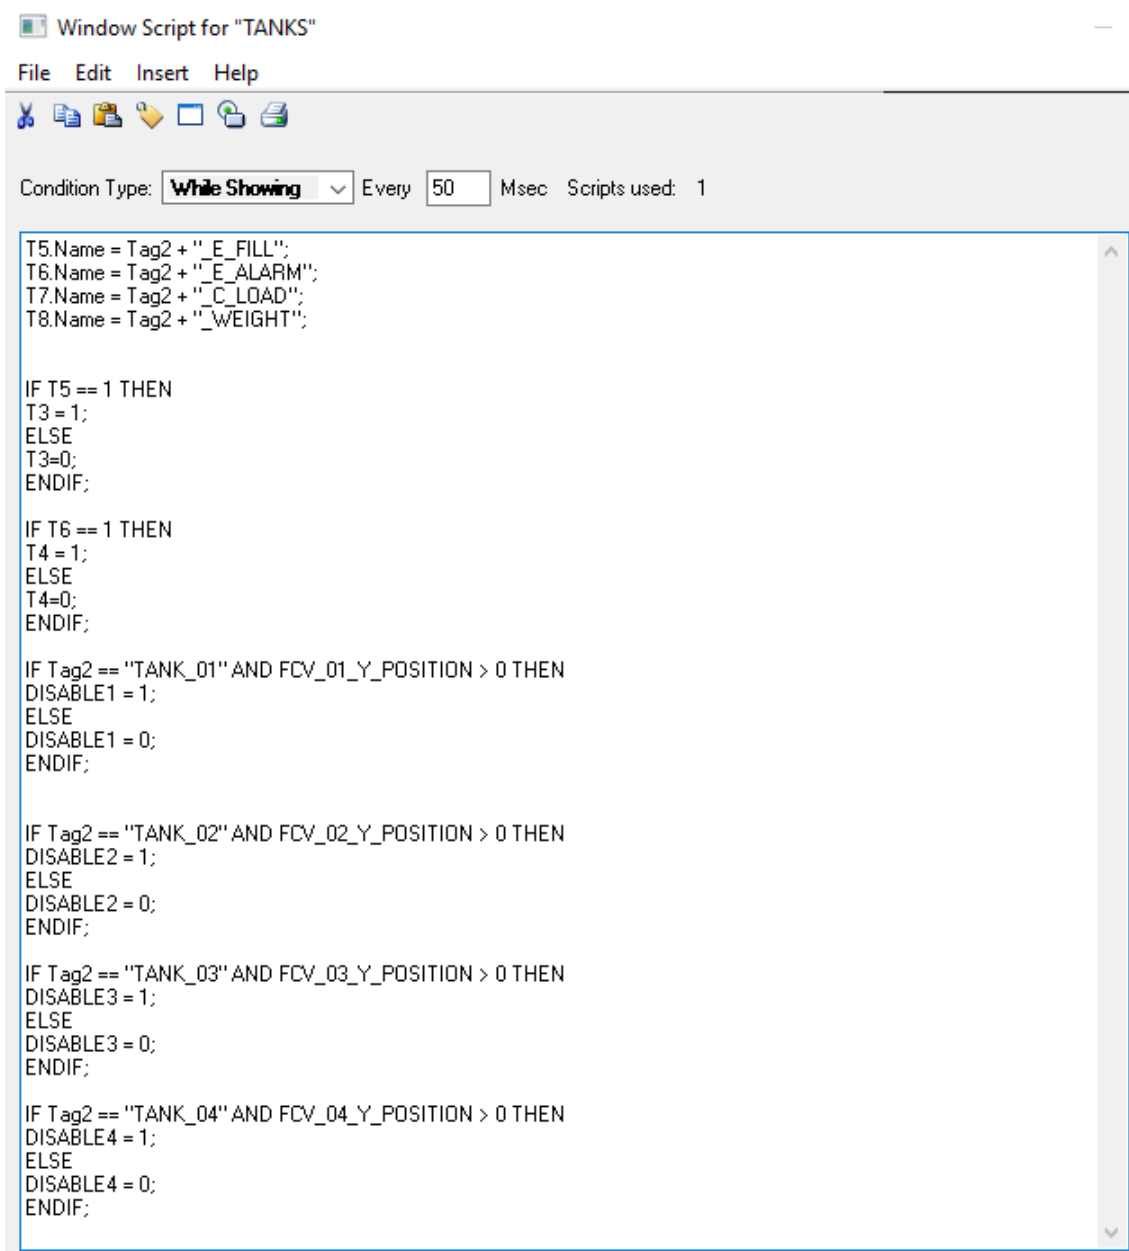 Window Script for "TANKS"
File Edit Insert Help
Condition Type: While Showing Every 50 Msec Scripts used: 1
T5.Name = Tag2 + "_E_FILL";
T6.Name = Tag2 + "_E_ALARM";
T7.Name = Tag2 + "_C_LOAD";
T8.Name = Tag2 + "_WEIGHT";
IF T5 == 1 THEN
T3 = 1;
ELSE
T3=0;
ENDIF;
IF T6 == 1 THEN
T4 = 1;
ELSE
T4=0;
ENDIF;
IF Tag2 == "TANK_01" AND FCV_01_Y_POSITION > 0 THEN
DISABLE1 = 1;
ELSE
DISABLE1 = 0;
ENDIF;
IF Tag2 == "TANK_02" AND FCV_02_Y_POSITION > 0 THEN
DISABLE2 = 1;
ELSE
DISABLE2 = 0;
ENDIF;
IF Tag2 == "TANK_03" AND FCV_03_Y_POSITION > 0 THEN
DISABLE3 = 1;
ELSE
DISABLE3 = 0;
ENDIF;
IF Tag2 == "TANK_04" AND FCV_04_Y_POSITION > 0 THEN
DISABLE4 = 1;
ELSE
DISABLE4 = 0;
ENDIF;